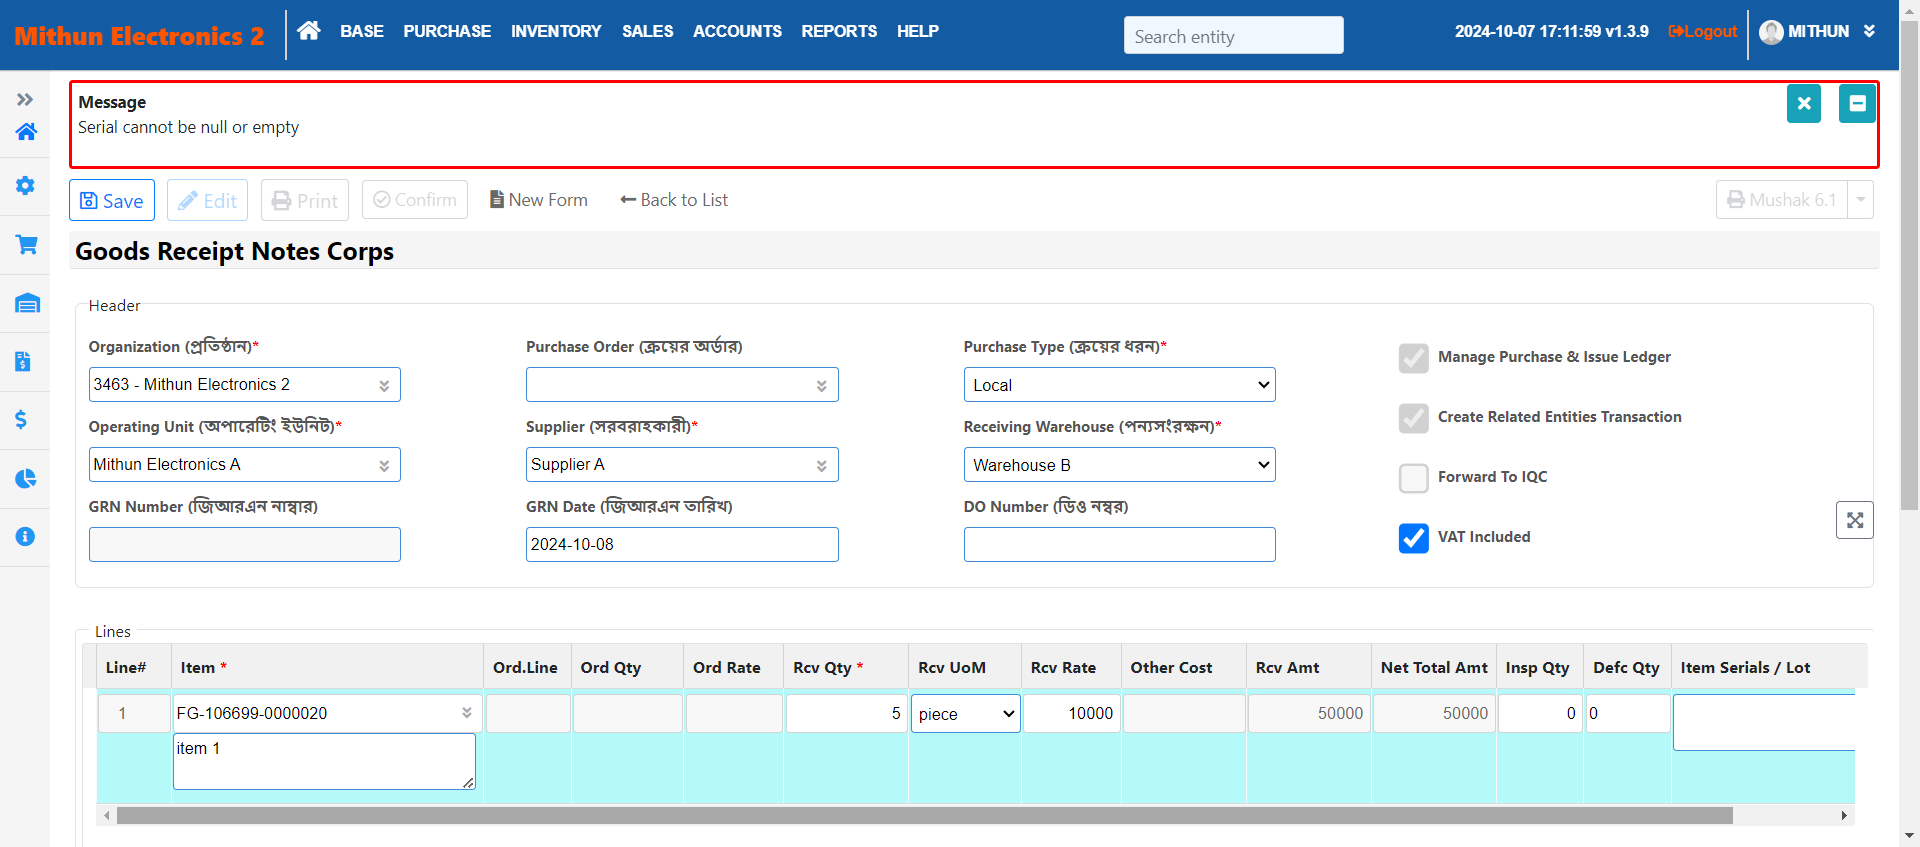 Mithun Electronics 2
BASE PURCHASE INVENTORY SALES ACCOUNTS REPORTS HELP
Search entity
2024-10-07 17:11:59 v1.3.9 Logout MITHUN
Message
Serial cannot be null or empty
Save Edit Print Confirm New Form Back to List Mushak 6.1
Goods Receipt Notes Corps
Header
Organization (প্রতিষ্ঠান)* Purchase Order (ক্রয়ের অর্ডার) Purchase Type (ক্রয়ের ধরন)* Manage Purchase & Issue Ledger
3463 - Mithun Electronics 2 Local
Create Related Entities Transaction
Operating Unit (অপারেটিং ইউনিট)* Supplier (সরবরাহকারী)* Receiving Warehouse (পন্যসংরক্ষন)*
Mithun Electronics A Supplier A Warehouse B
Forward To IQC
GRN Number (জিআরএন নাম্বার) GRN Date (জিআরএন তারিখ) DO Number (ডিও নম্বর)
2024-10-08
VAT Included
Lines
Line# Item * Ord.Line Ord Qty Ord Rate Rcv Qty * Rcv UoM Rcv Rate Other Cost Rcv Amt Net Total Amt Insp Qty Defc Qty Item Serials / Lot
1 FG-106699-0000020 5 piece 10000 50000 50000 0 0
item 1